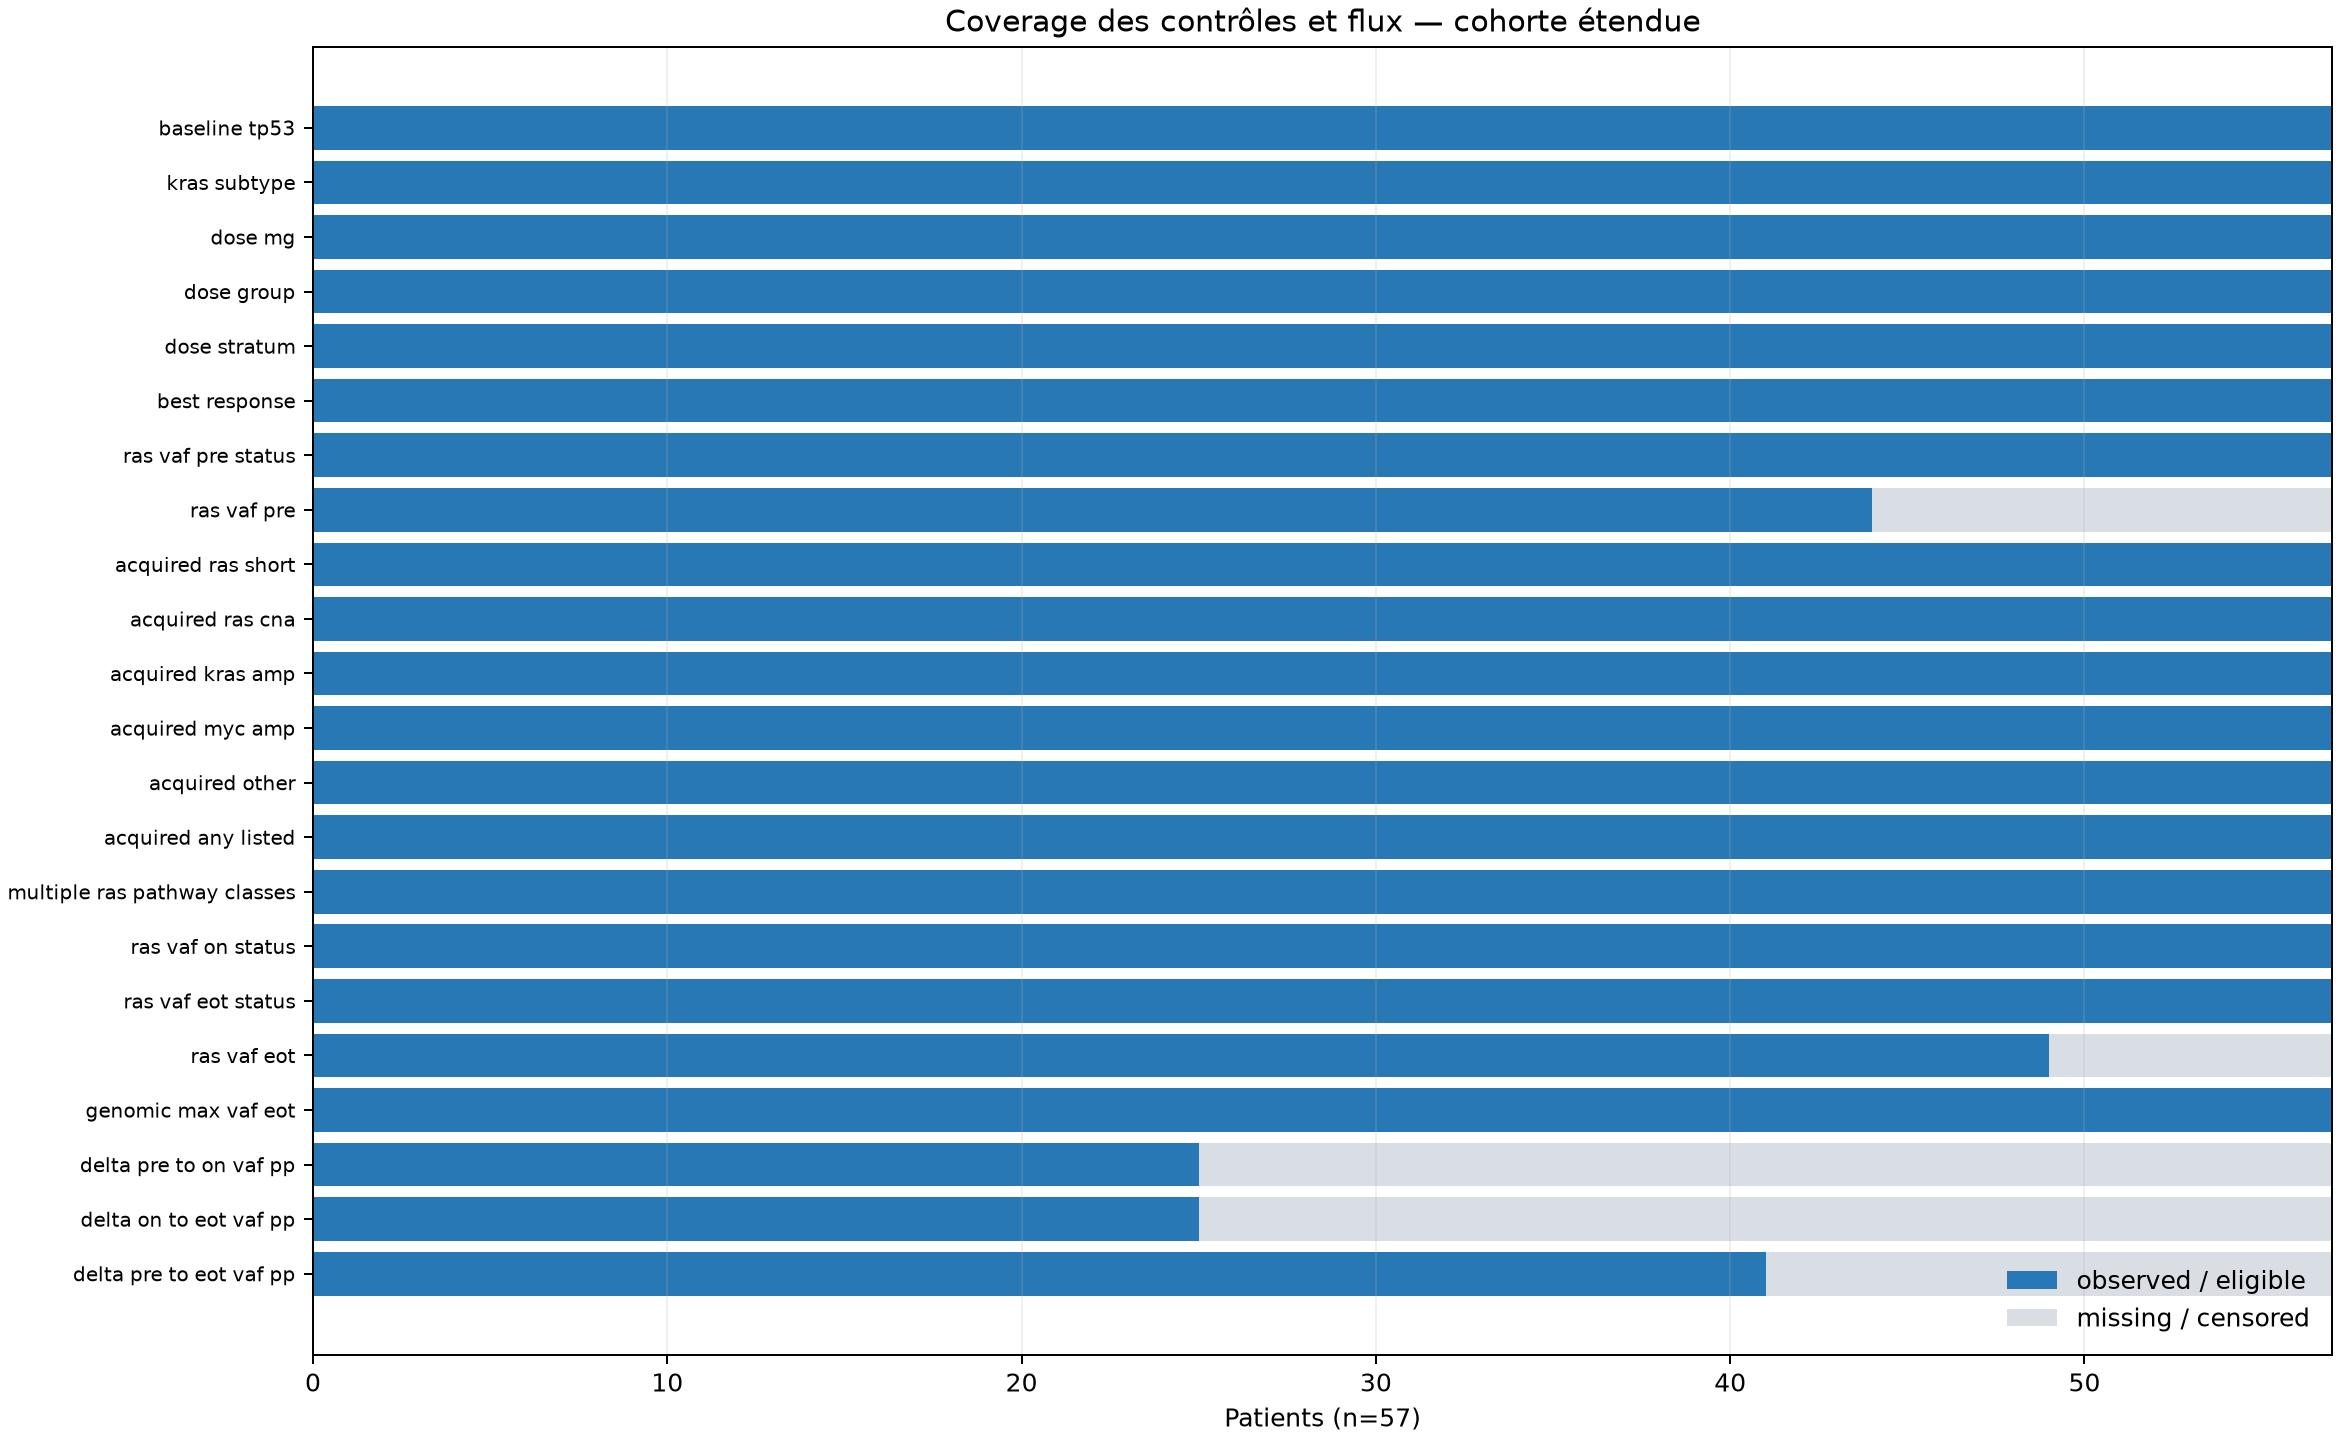 Coverage des contrôles et flux — cohorte étendue
baseline tp53
kras subtype
dose mg
dose group
dose stratum
best response
ras vaf pre status
ras vaf pre
acquired ras short
acquired ras cna
acquired kras amp
acquired myc amp
acquired other
acquired any listed
multiple ras pathway classes
ras vaf on status
ras vaf eot status
ras vaf eot
genomic max vaf eot
delta pre to on vaf pp
delta on to eot vaf pp
delta pre to eot vaf pp
observed / eligible
missing / censored
0 10 20 30 40 50
Patients (n=57)